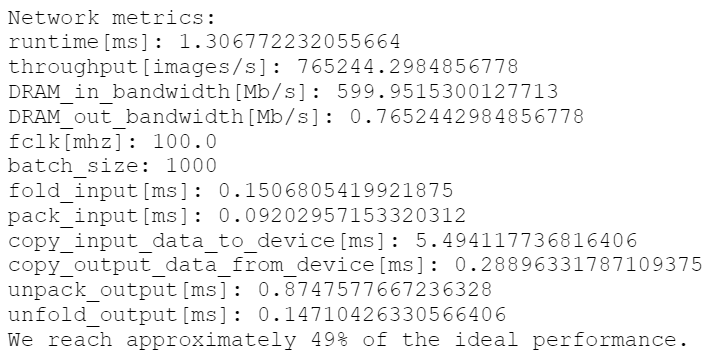 Network metrics:
runtime[ms]: 1.306772232055664
throughput[images/s]: 765244.2984856778
DRAM_in_bandwidth[Mb/s]: 599.9515300127713
DRAM_out_bandwidth[Mb/s]: 0.7652442984856778
fclk[mhz]: 100.0
batch_size: 1000
fold_input[ms]: 0.1506805419921875
pack_input[ms]: 0.09202957153320312
copy_input_data_to_device[ms]: 5.494117736816406
copy_output_data_from_device[ms]: 0.28896331787109375
unpack_output[ms]: 0.8747577667236328
unfold_output[ms]: 0.14710426330566406
We reach approximately 49% of the ideal performance.